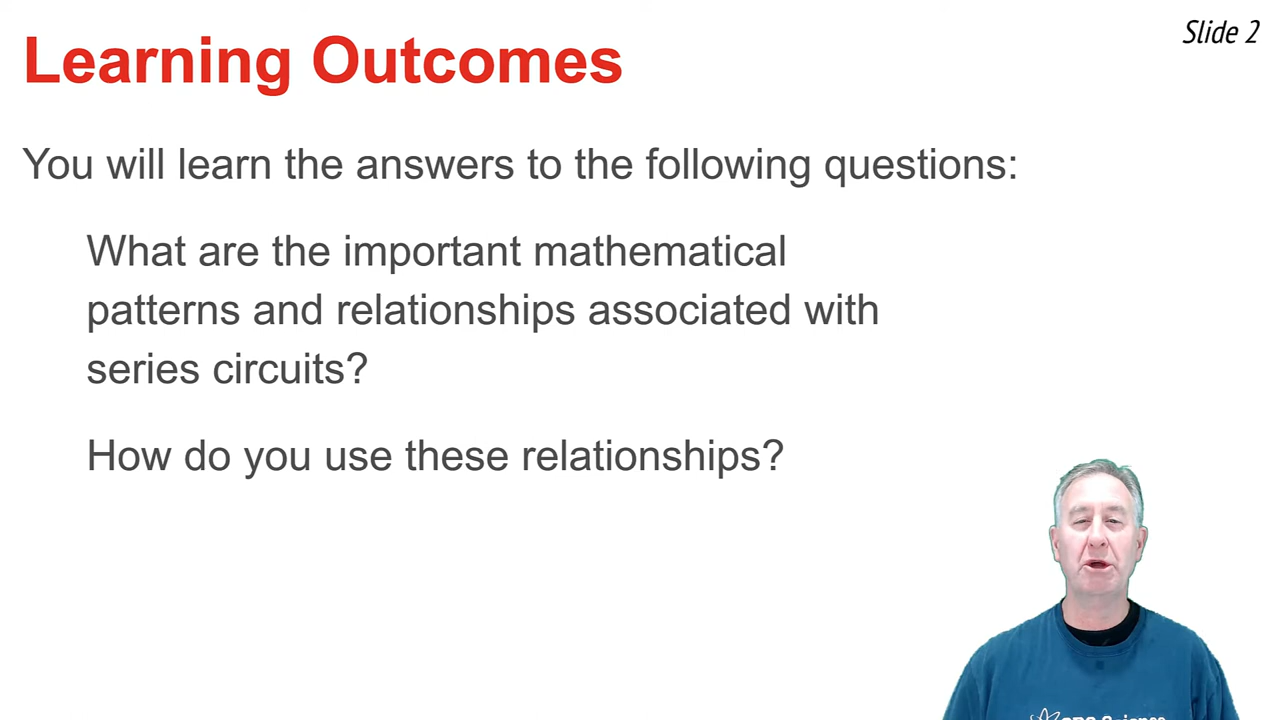 Slide 2
Learning Outcomes
You will learn the answers to the following questions:
What are the important mathematical
patterns and relationships associated with
series circuits?
How do you use these relationships?